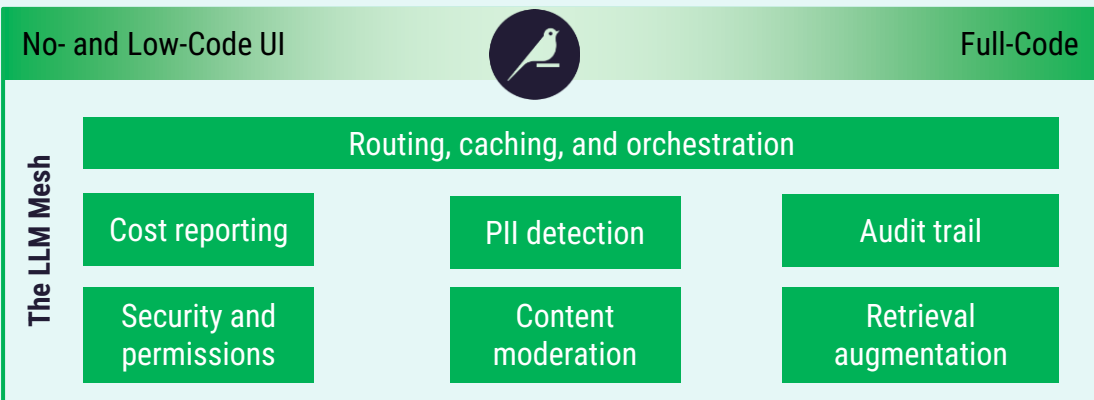 No- and Low-Code UI
Full-Code
The LLM Mesh
Routing, caching, and orchestration
Cost reporting
PII detection
Audit trail
Security and
permissions
Content
moderation
Retrieval
augmentation